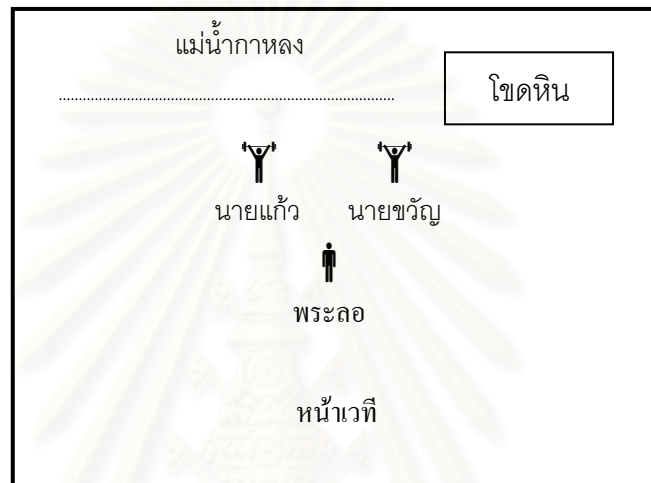 แม่น้ำกาหลง
โขดหิน
นายแก้ว นายขวัญ
พระลอ
หน้าเวที